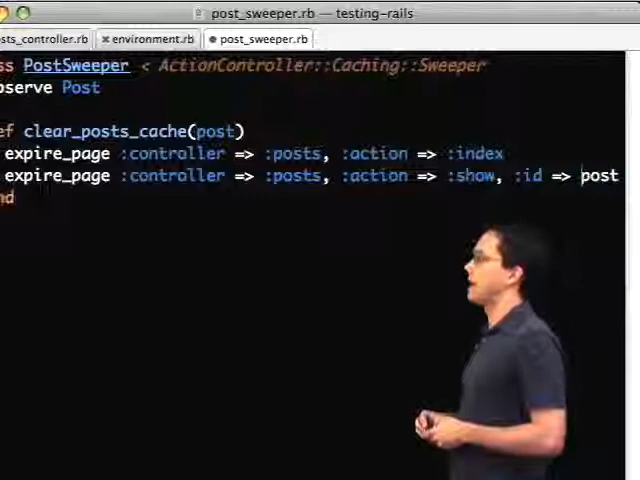 post_sweeper.rb — testing-rails
sts_controller.rb
environment.rb
post_sweeper.rb
ss PostSweeper < ActionController::Caching::Sweeper
bserve Post
ef clear_posts_cache(post)
expire_page :controller => :posts, :action => :index
expire_page :controller => :posts, :action => :show, :id => post
nd